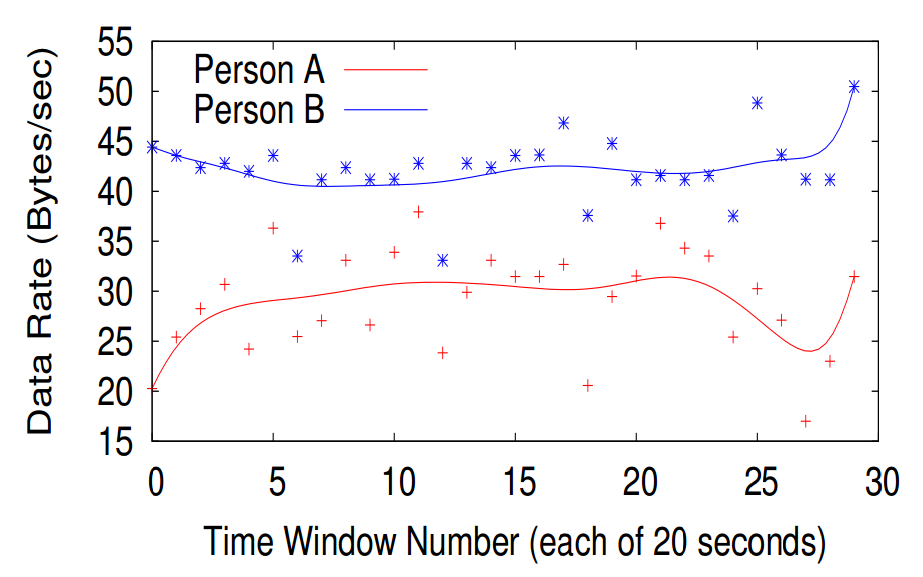 Data Rate (Bytes/sec)
55
50
45
40
35
30
25
20
15
Person A
Person B
0 5 10 15 20 25 30
Time Window Number (each of 20 seconds)